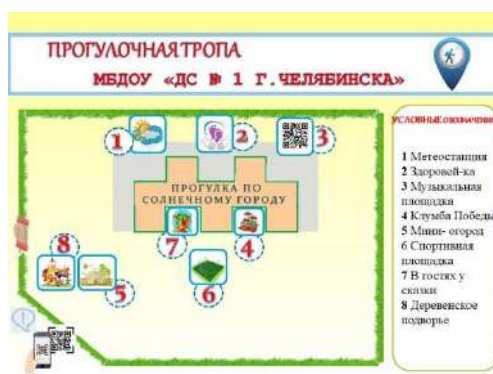 ПРОГУЛОЧНАЯ ТРОПА
МБДОУ «ДС № 1 Г.ЧЕЛЯБИНСКА»
УСЛОВНЫЕ ОБОЗНАЧЕНИЯ
1 Метеостанция
2 Здоровей-ка
3 Музыкальная
площадка
4 Клумба Победы
5 Мини- огород
6 Спортивная
площадка
7 В гостях у
сказки
8 Деревенское
подворье
1
2
3
ПРОГУЛКА ПО
СОЛНЕЧНОМУ ГОРОДУ
7
4
8
5
6